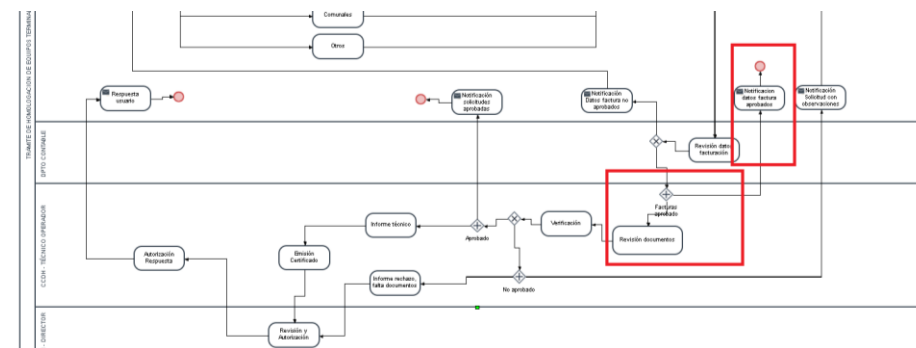 TRAMITE DE HOMOLOGACION DE EQUIPOS TERMINA
Comunales
Otros
Respuesta
usuario
Notificación
solicitudes
aprobadas
Notificación
Datos factura no
aprobados
Notificacion
datos factura
aprobados
Notificación
Solicitud con
observaciones
DPTO CONTABLE
Revisión datos
facturación
CCDH - TÉCNICO OPERADOR
Facturas
aprobado
Informe técnico
Aprobado
Verificación
Revisión documentos
Autorización
Respuesta
Emisión
Certificado
Informe rechazo,
falta documentos
No aprobado
- DIRECTOR
Revisión y
Autorización